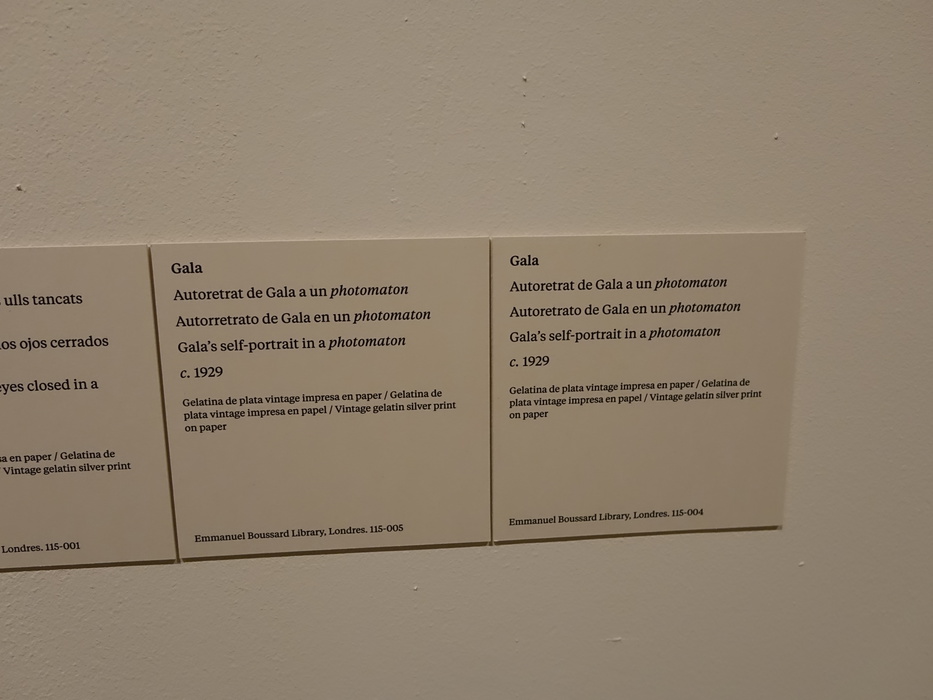 ulls tancats
os ojos cerrados
eyes closed in a
en paper / Gelatina de
Vintage gelatin silver print
Londres. 115-001
Gala
Autoretrat de Gala a un photomaton
Autorretrato de Gala en un photomaton
Gala's self-portrait in a photomaton
c. 1929
Gelatina de plata vintage impresa en paper / Gelatina de
plata vintage impresa en papel / Vintage gelatin silver print
on paper
Emmanuel Boussard Library, Londres. 115-005
Gala
Autoretrat de Gala a un photomaton
Autoretrato de Gala en un photomaton
Gala's self-portrait in a photomaton
c. 1929
Gelatina de plata vintage impresa en paper / Gelatina de
plata vintage impresa en papel / Vintage gelatin silver print
on paper
Emmanuel Boussard Library, Londres. 115-004